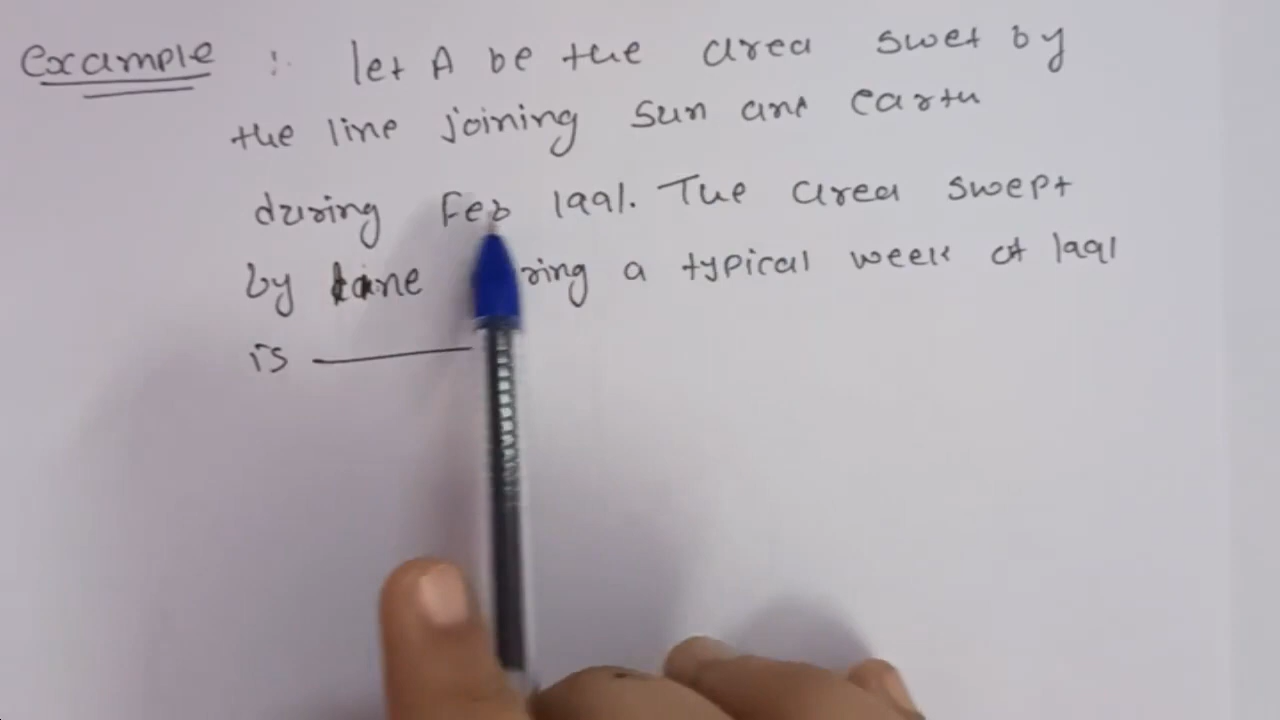 example : let A be the area swet by
the line joining sun and earth
during Feb 1991. The area swept
by line ring a typical week of 1991
is